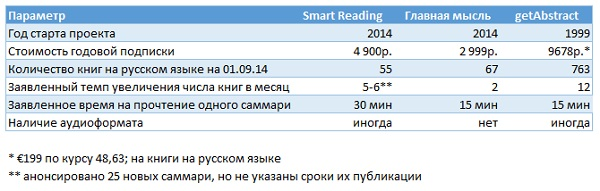 Параметр Smart Reading Главная мысль getAbstract
Год старта проекта 2014 2014 1999
Стоимость годовой подписки 4 900р. 2 999р. 9678р.*
Количество книг на русском языке на 01.09.14 55 67 763
Заявленный темп увеличения числа книг в месяц 5-6** 2 12
Заявленное время на прочтение одного саммари 30 мин 15 мин 15 мин
Наличие аудиоформата иногда нет иногда
* €199 по курсу 48,63; на книги на русском языке
** анонсировано 25 новых саммари, но не указаны сроки их публикации